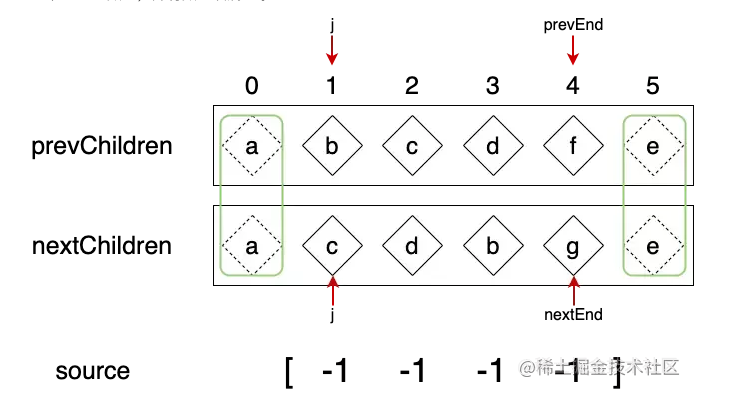 j prevEnd
0 1 2 3 4 5
prevChildren a b c d f e
nextChildren a c d b g e
j nextEnd
source [ -1 -1 -1 -1 ]
@稀土掘金技术社区